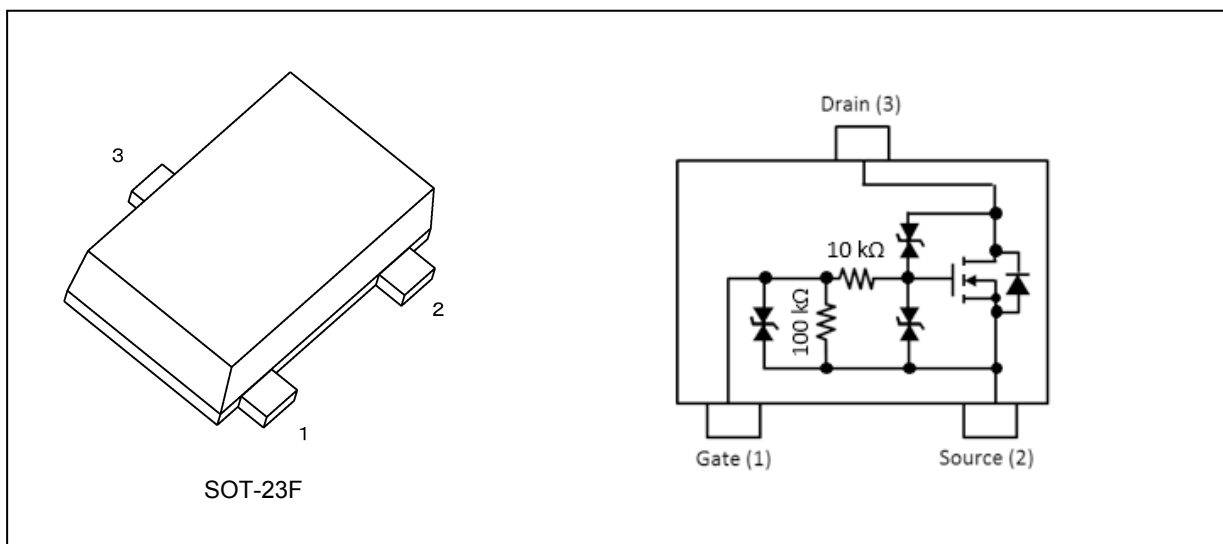 3
2
1
SOT-23F
Drain (3)
10 kΩ
100 kΩ
Gate (1)
Source (2)